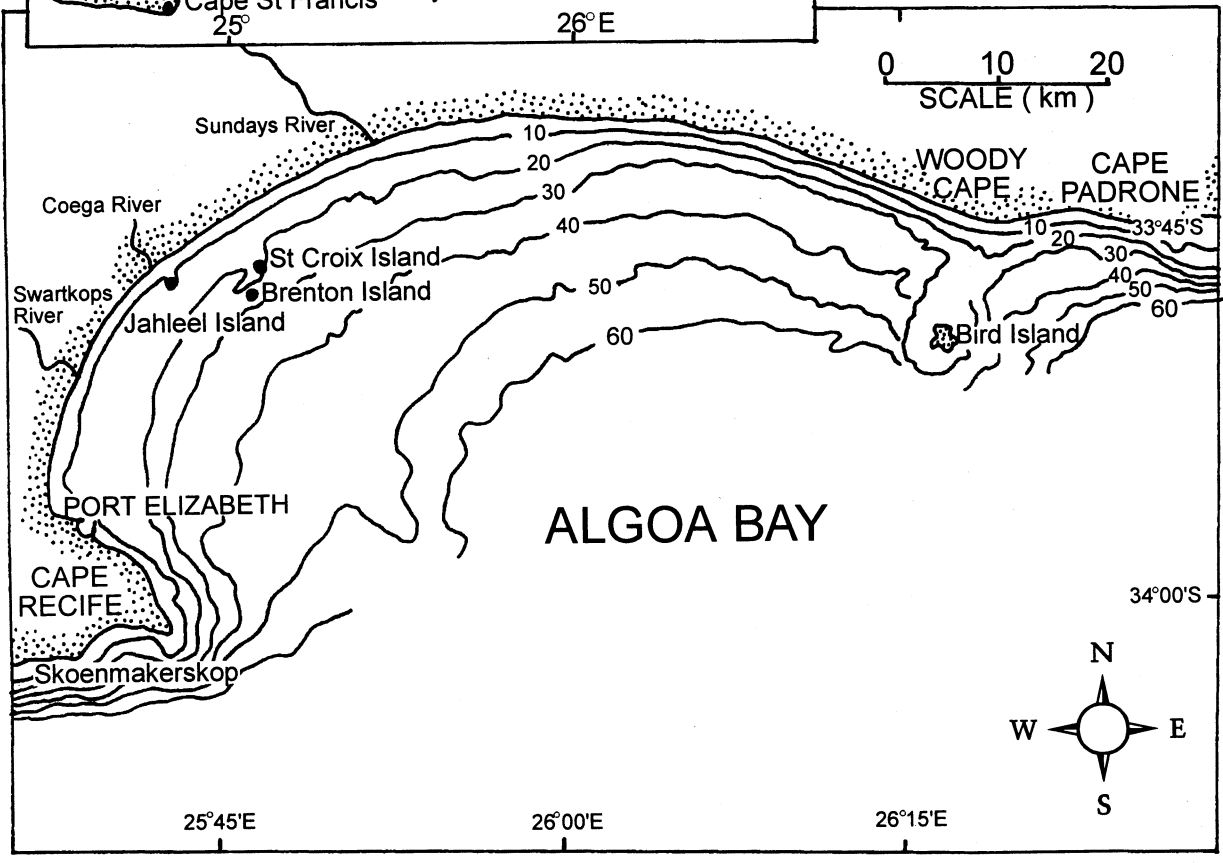 Cape St Francis
25°
26°E
0 10 20
SCALE ( km )
Sundays River
10
20
30
40
50
60
WOODY
CAPE
CAPE
PADRONE
33°45'S
10
20
30
40
50
60
Coega River
St Croix Island
Brenton Island
Swartkops
River
Jahleel Island
Bird Island
PORT ELIZABETH
ALGOA BAY
CAPE
RECIFE
34°00'S
Skoenmakerskop
N
W E
S
25°45'E
26°00'E
26°15'E